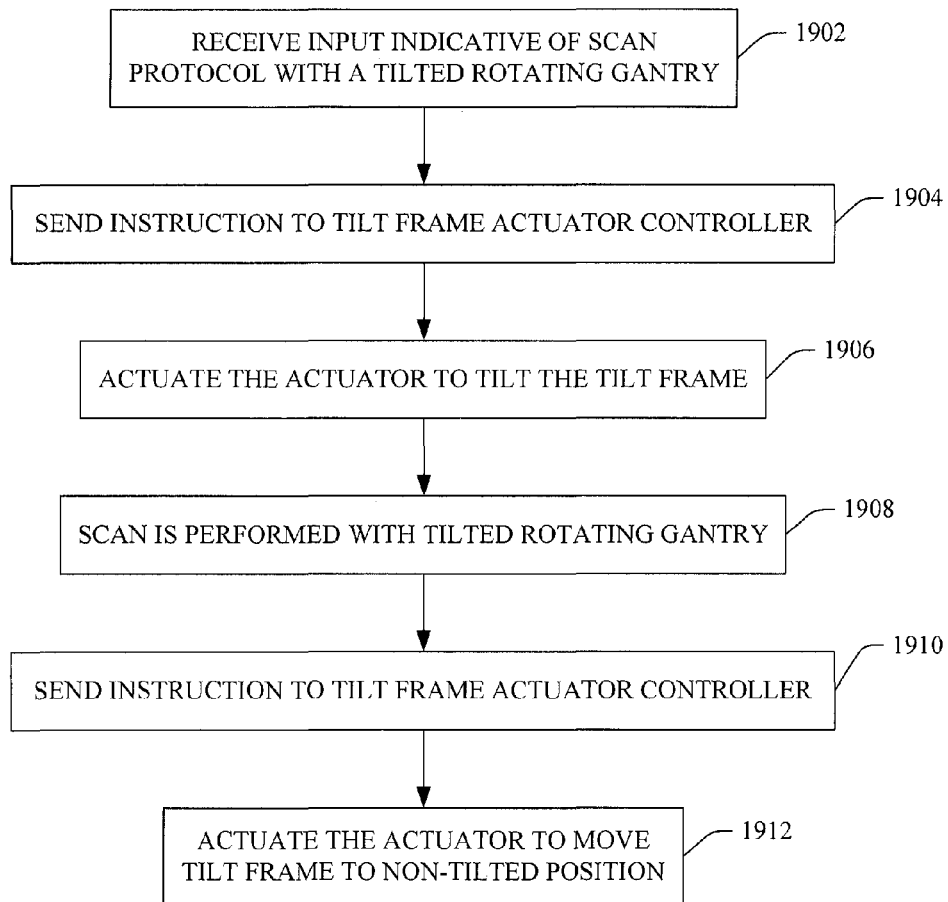 RECEIVE INPUT INDICATIVE OF SCAN
PROTOCOL WITH A TILTED ROTATING GANTRY
1902
SEND INSTRUCTION TO TILT FRAME ACTUATOR CONTROLLER
1904
ACTUATE THE ACTUATOR TO TILT THE TILT FRAME
1906
SCAN IS PERFORMED WITH TILTED ROTATING GANTRY
1908
SEND INSTRUCTION TO TILT FRAME ACTUATOR CONTROLLER
1910
ACTUATE THE ACTUATOR TO MOVE
TILT FRAME TO NON-TILTED POSITION
1912